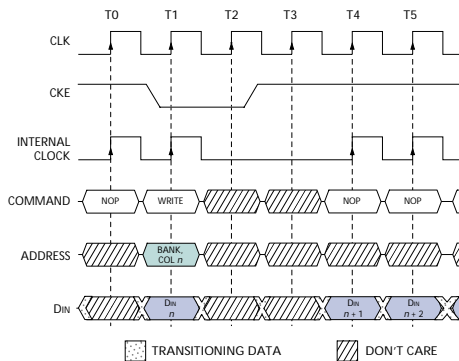 T0 T1 T2 T3 T4 T5
CLK
CKE
INTERNAL
CLOCK
COMMAND NOP WRITE NOP NOP
ADDRESS BANK,
COL n
DIN DIN
n DIN
n + 1 DIN
n + 2
TRANSITIONING DATA DON'T CARE